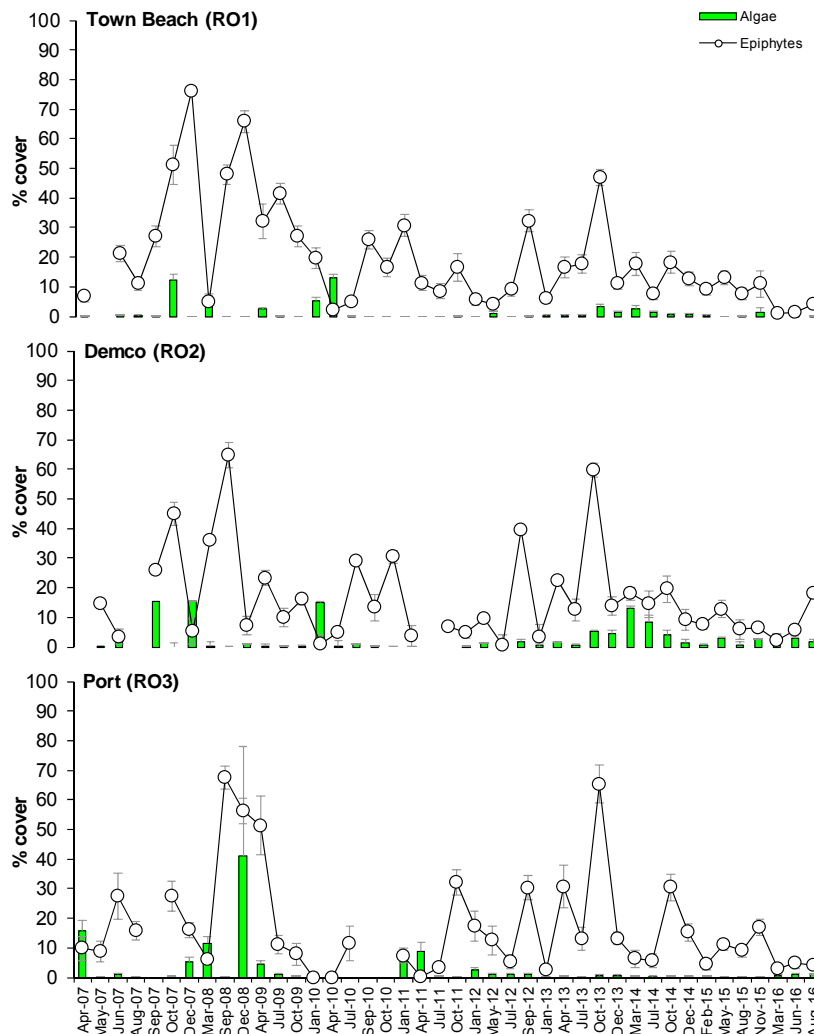 Town Beach (RO1)
Algae
Epiphytes
% cover
100
90
80
70
60
50
40
30
20
10
0
Demco (RO2)
% cover
100
90
80
70
60
50
40
30
20
10
0
Port (RO3)
% cover
100
90
80
70
60
50
40
30
20
10
0
Apr-07
May-07
Jun-07
Aug-07
Sep-07
Oct-07
Dec-07
Mar-08
Sep-08
Dec-08
Apr-09
Jul-09
Oct-09
Jan-10
Apr-10
Jul-10
Sep-10
Oct-10
Jan-11
Apr-11
Jul-11
Oct-11
Jan-12
May-12
Jul-12
Sep-12
Jan-13
Apr-13
Jul-13
Oct-13
Dec-13
Mar-14
Jul-14
Oct-14
Dec-14
Feb-15
May-15
Aug-15
Nov-15
Mar-16
Jun-16
Aug-16